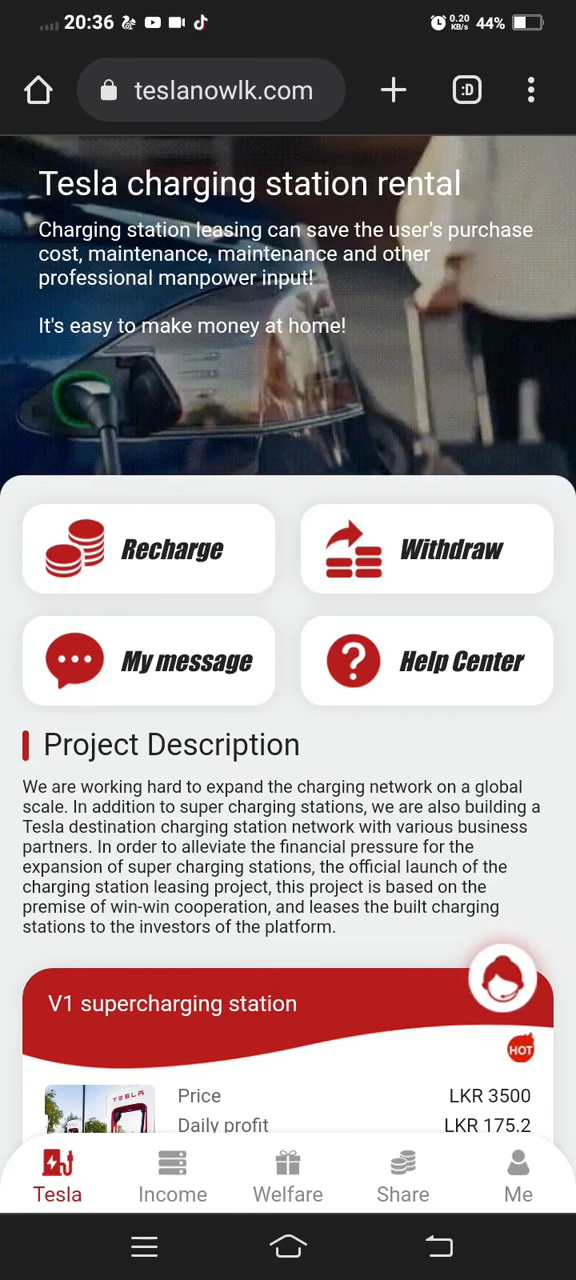 20:36
0.20
KB/s
44%
teslanowlk.com
:D
Tesla charging station rental
Charging station leasing can save the user's purchase
cost, maintenance, maintenance and other
professional manpower input!
It's easy to make money at home!
Recharge
Withdraw
My message
Help Center
Project Description
We are working hard to expand the charging network on a global
scale. In addition to super charging stations, we are also building a
Tesla destination charging station network with various business
partners. In order to alleviate the financial pressure for the
expansion of super charging stations, the official launch of the
charging station leasing project, this project is based on the
premise of win-win cooperation, and leases the built charging
stations to the investors of the platform.
V1 supercharging station
HOT
TESLA
Price LKR 3500
Daily profit LKR 175.2
Tesla Income Welfare Share Me